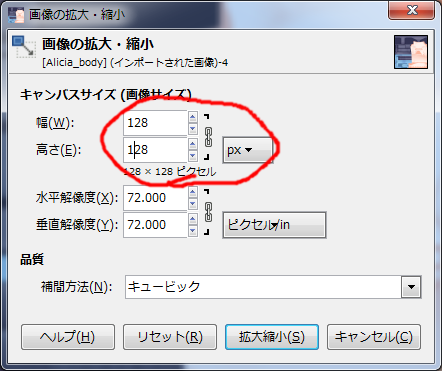 画像の拡大・縮小
画像の拡大・縮小
[Alicia_body] (インポートされた画像)-4
キャンバスサイズ (画像サイズ)
幅(W): 128
高さ(E): 128 px
128 × 128 ピクセル
水平解像度(X): 72.000
垂直解像度(Y): 72.000 ピクセル/in
品質
補間方法(N): キュービック
ヘルプ(H) リセット(R) 拡大縮小(S) キャンセル(C)